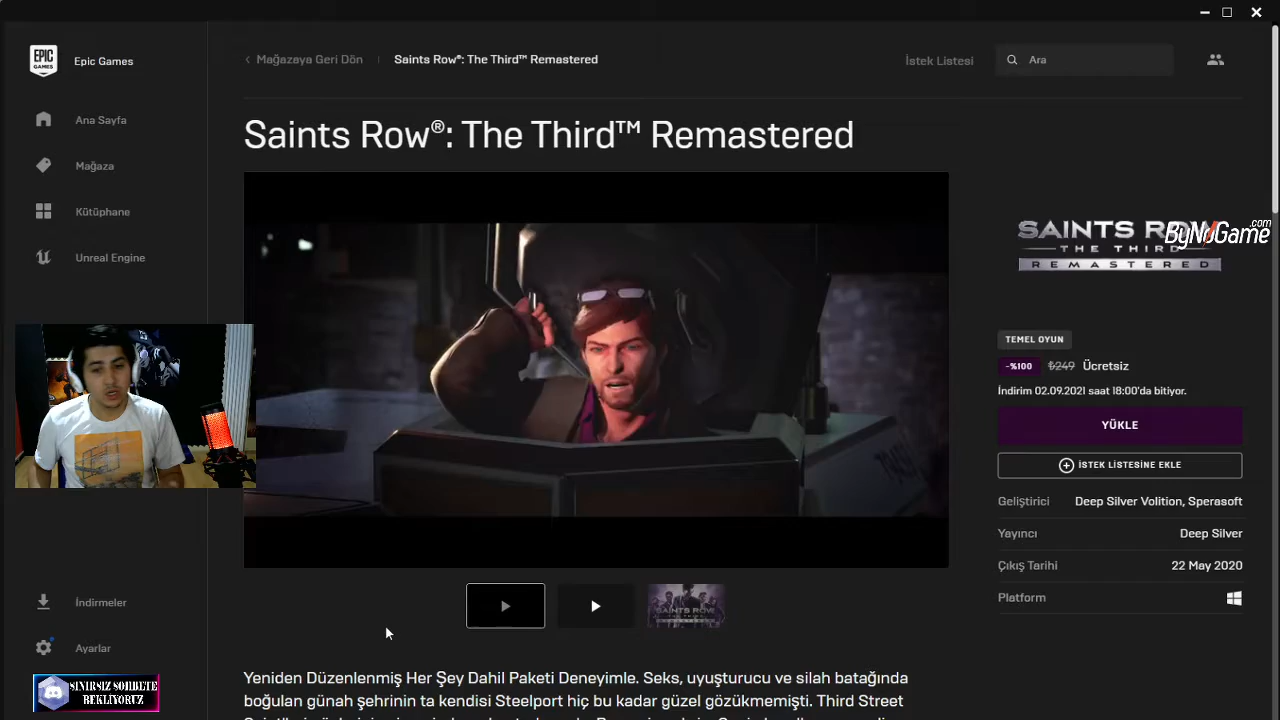 EPIC GAMES
Epic Games
Mağazaya Geri Dön
Saints Row®: The Third™ Remastered
İstek Listesi
Ara
Ana Sayfa
Mağaza
Kütüphane
Unreal Engine
İndirmeler
Ayarlar
SINIRSIZ SOHBETE
BEKLİYORUZ
Saints Row®: The Third™ Remastered
SAINTS ROW
THE THIRD
REMASTERED
ByNoGame.com
TEMEL OYUN
-%100 ₺249 Ücretsiz
İndirim 02.09.2021 saat 18:00'da bitiyor.
YÜKLE
İSTEK LİSTESİNE EKLE
Geliştirici Deep Silver Volition, Sperasoft
Yayıncı Deep Silver
Çıkış Tarihi 22 May 2020
Platform
SAINTS ROW
Yeniden Düzenlenmiş Her Şey Dahil Paketi Deneyimle. Seks, uyuşturucu ve silah batağında
boğulan günah şehrinin ta kendisi Steelport hiç bu kadar güzel gözükmemişti. Third Street